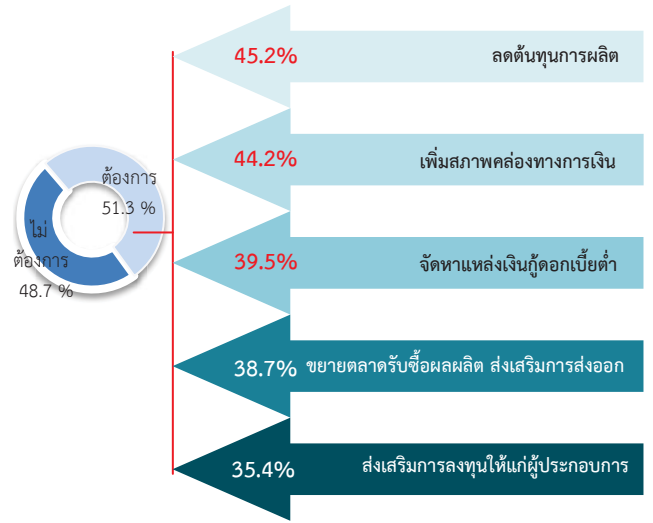 45.2% ลดต้นทุนการผลิต
44.2% เพิ่มสภาพคล่องทางการเงิน
ต้องการ
51.3 %
ไม่
ต้องการ
48.7 %
39.5% จัดหาแหล่งเงินกู้ดอกเบี้ยต่ำ
38.7% ขยายตลาดรับซื้อผลผลิต ส่งเสริมการส่งออก
35.4% ส่งเสริมการลงทุนให้แก่ผู้ประกอบการ